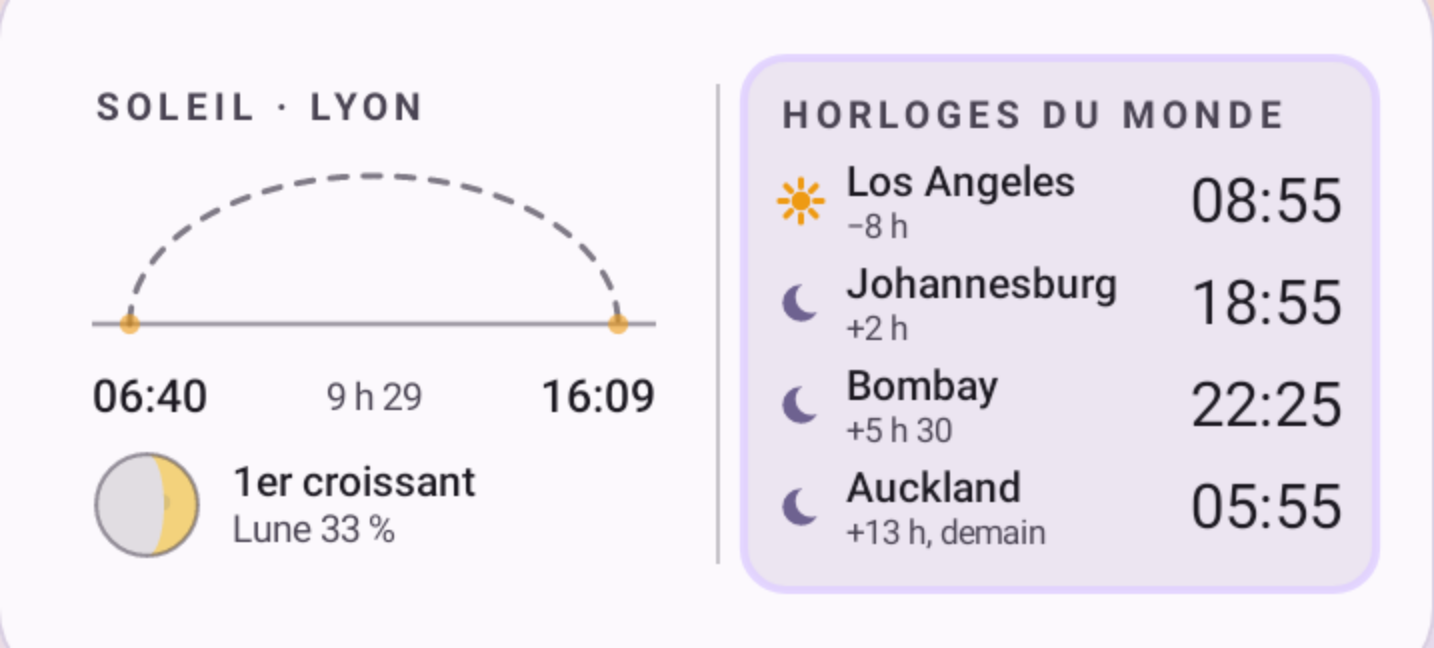 SOLEIL · LYON
06:40 9 h 29 16:09
1er croissant
Lune 33 %
HORLOGES DU MONDE
Los Angeles 08:55
−8 h
Johannesburg 18:55
+2 h
Bombay 22:25
+5 h 30
Auckland 05:55
+13 h, demain